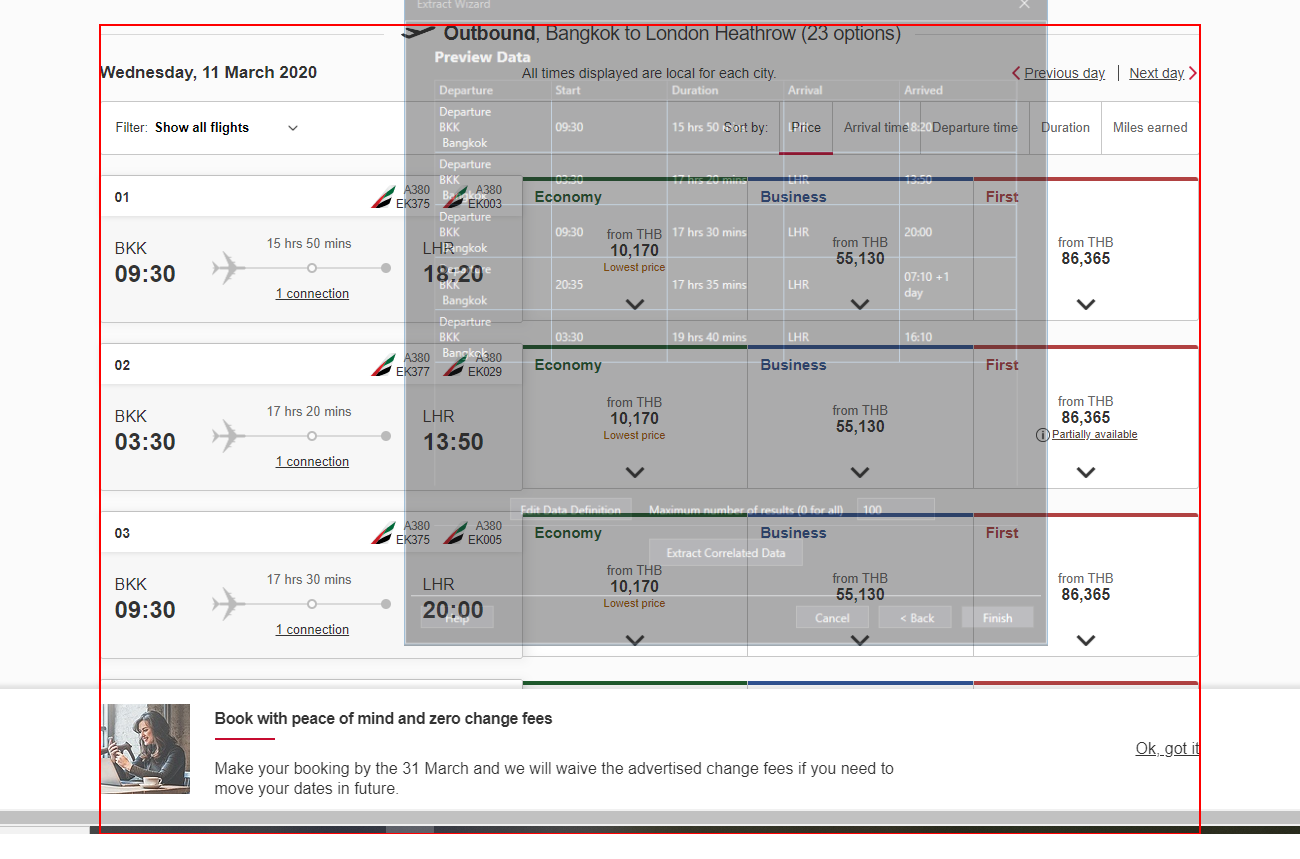 Extract Wizard
Outbound, Bangkok to London Heathrow (23 options)
Preview Data
Wednesday, 11 March 2020
All times displayed are local for each city.
Previous day | Next day
Departure Start Duration Arrival Arrived
Filter: Show all flights
Sort by: Price Arrival time Departure time Duration Miles earned
Departure
BKK
Bangkok
09:30 15 hrs 50 mins LHR 18:20
Departure
BKK
Bangkok
03:30 17 hrs 20 mins LHR 13:50
Departure
BKK
Bangkok
09:30 17 hrs 30 mins LHR 20:00
Departure
BKK
Bangkok
20:35 17 hrs 35 mins LHR 07:10 +1
day
Departure
BKK
Bangkok
03:30 19 hrs 40 mins LHR 16:10
01
A380 A380
EK375 EK003
Economy Business First
BKK
09:30
15 hrs 50 mins
1 connection
LHR
18:20
from THB
10,170
Lowest price
from THB
55,130
from THB
86,365
02
A380 A380
EK377 EK029
Economy Business First
BKK
03:30
17 hrs 20 mins
1 connection
LHR
13:50
from THB
10,170
Lowest price
from THB
55,130
from THB
86,365
Partially available
Edit Data Definition Maximum number of results (0 for all) 100
Extract Correlated Data
03
A380 A380
EK375 EK005
Economy Business First
BKK
09:30
17 hrs 30 mins
1 connection
LHR
20:00
from THB
10,170
Lowest price
from THB
55,130
from THB
86,365
Help Cancel < Back Finish
Book with peace of mind and zero change fees
Make your booking by the 31 March and we will waive the advertised change fees if you need to
move your dates in future.
Ok, got it